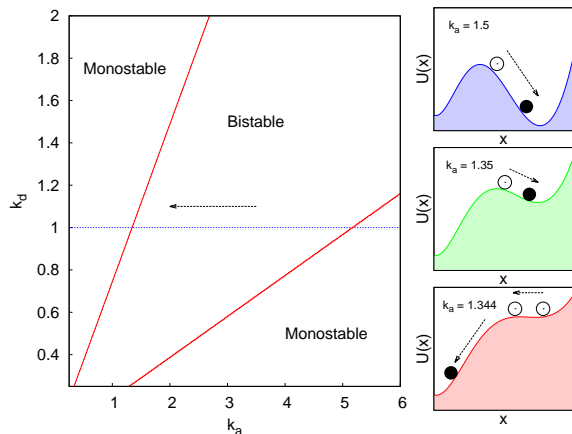 2
1.8
1.6
1.4
1.2
1
0.8
0.6
0.4
k_d
Monostable
Bistable
Monostable
1 2 3 4 5 6
k_a
k_a = 1.5
U(x)
x
k_a = 1.35
U(x)
x
k_a = 1.344
U(x)
x